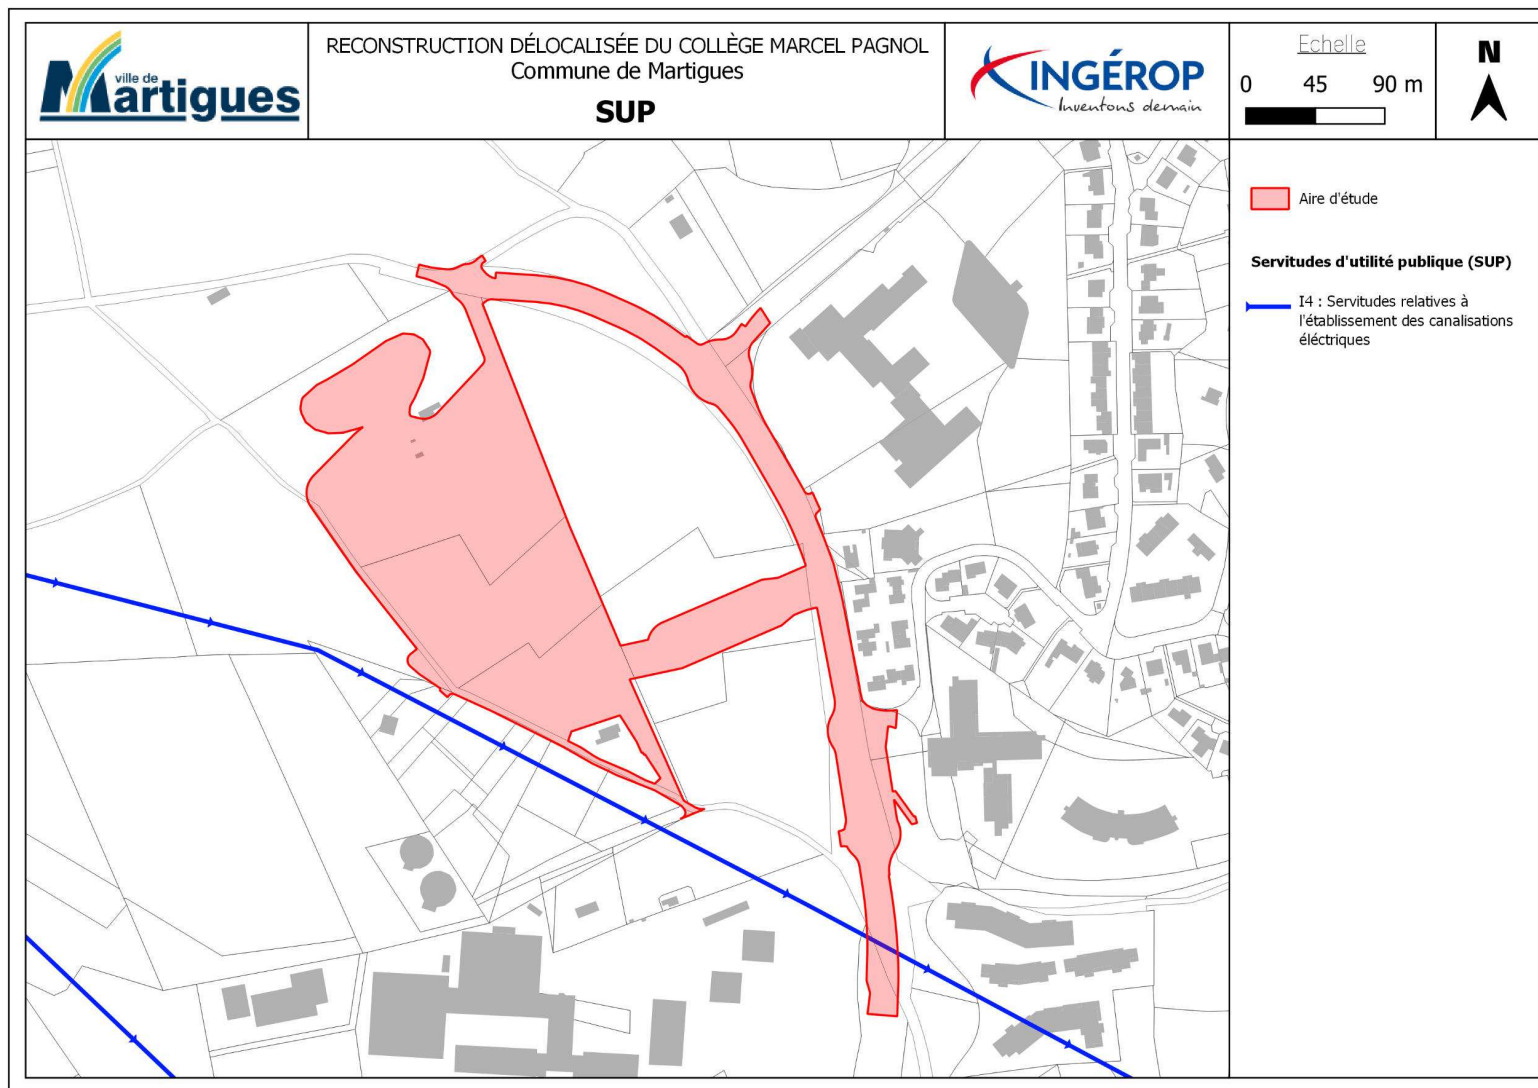 ville de
Martigues
RECONSTRUCTION DÉLOCALISÉE DU COLLÈGE MARCEL PAGNOL
Commune de Martigues
SUP
INGÉROP
Inventons demain
Echelle
0 45 90 m
N
Aire d'étude
Servitudes d'utilité publique (SUP)
I4 : Servitudes relatives à
l'établissement des canalisations
éléctriques